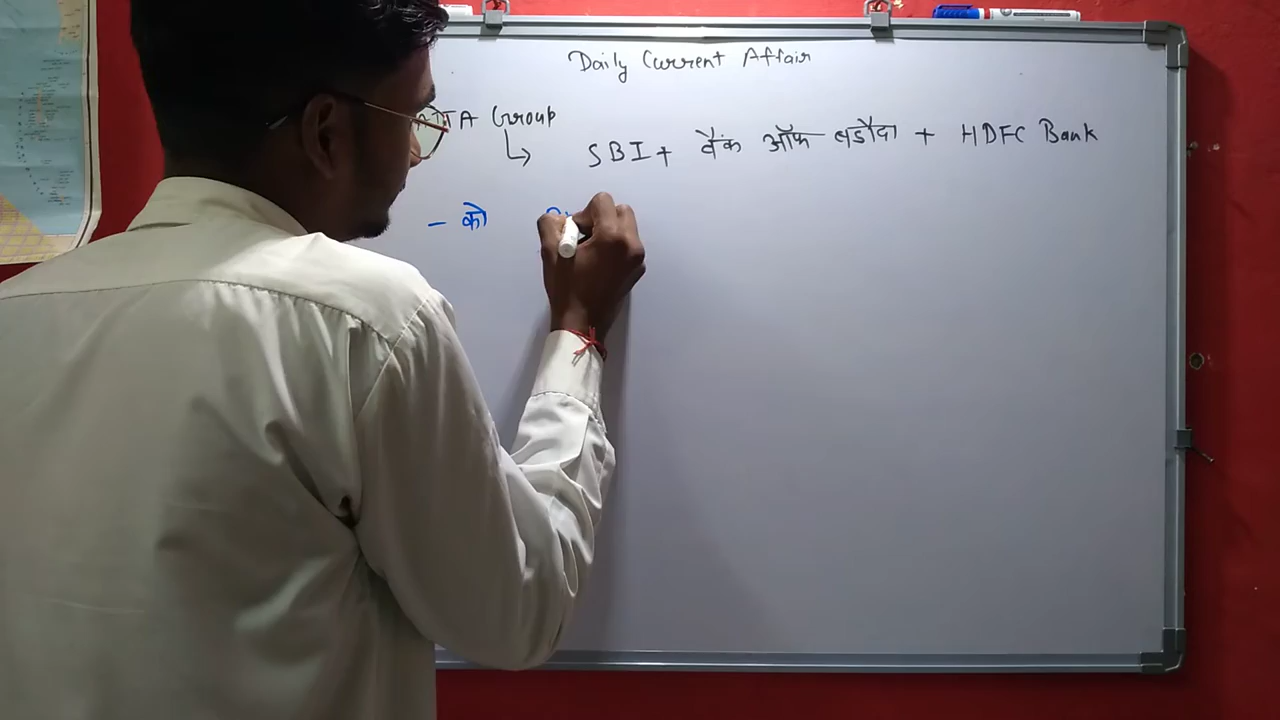 Daily Current Affair
Group
SBI + बैंक ऑफ बडौदा + HDFC Bank
- को